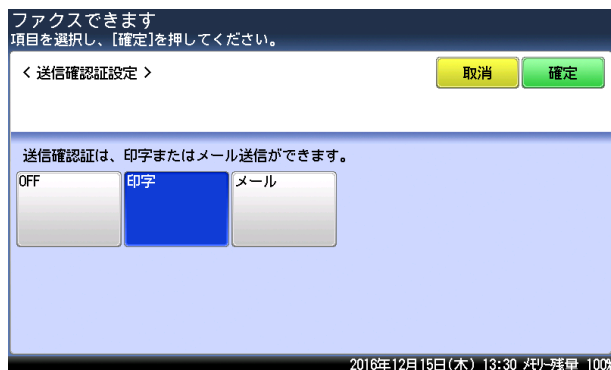 ファクスできます
項目を選択し、[確定]を押してください。
< 送信確認証設定 >
取消
確定
送信確認証は、印字またはメール送信ができます。
OFF
印字
メール
2016年12月15日(木) 13:30 メモリー残量 100%